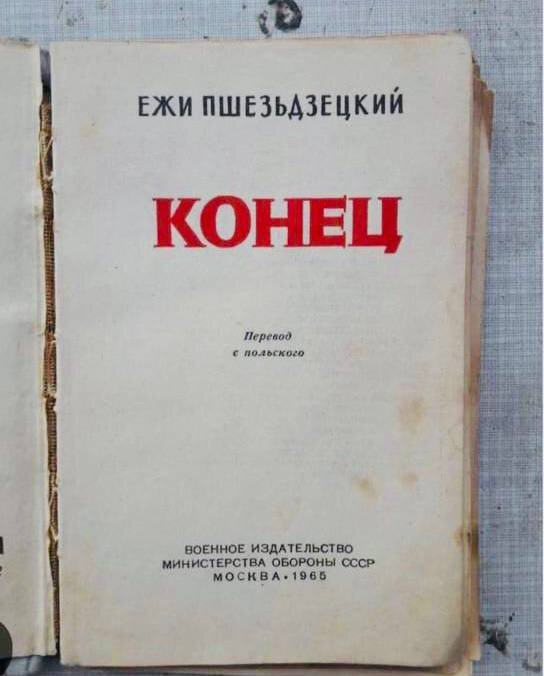 ЕЖИ ПШЕЗЬДЗЕЦКИЙ
КОНЕЦ
Перевод
с польского
ВОЕННОЕ ИЗДАТЕЛЬСТВО
МИНИСТЕРСТВА ОБОРОНЫ СССР
МОСКВА • 1965